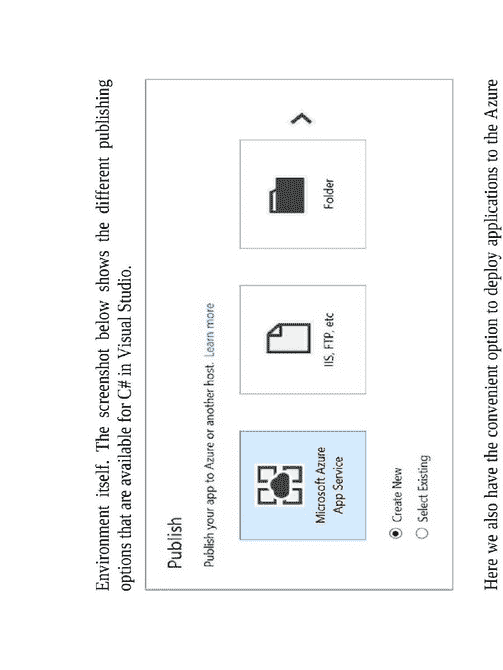 Environment itself. The screenshot below shows the different publishing
options that are available for C# in Visual Studio.
Publish
Publish your app to Azure or another host. Learn more
Microsoft Azure
App Service
IIS, FTP, etc
Folder
Create New
Select Existing
Here we also have the convenient option to deploy applications to the Azure